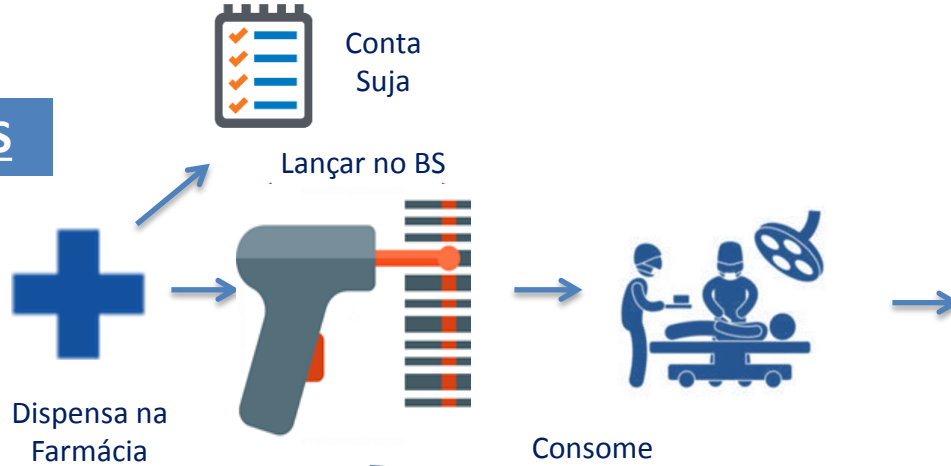 Conta
Suja
S
Lançar no BS
Dispensa na
Farmácia
Consome